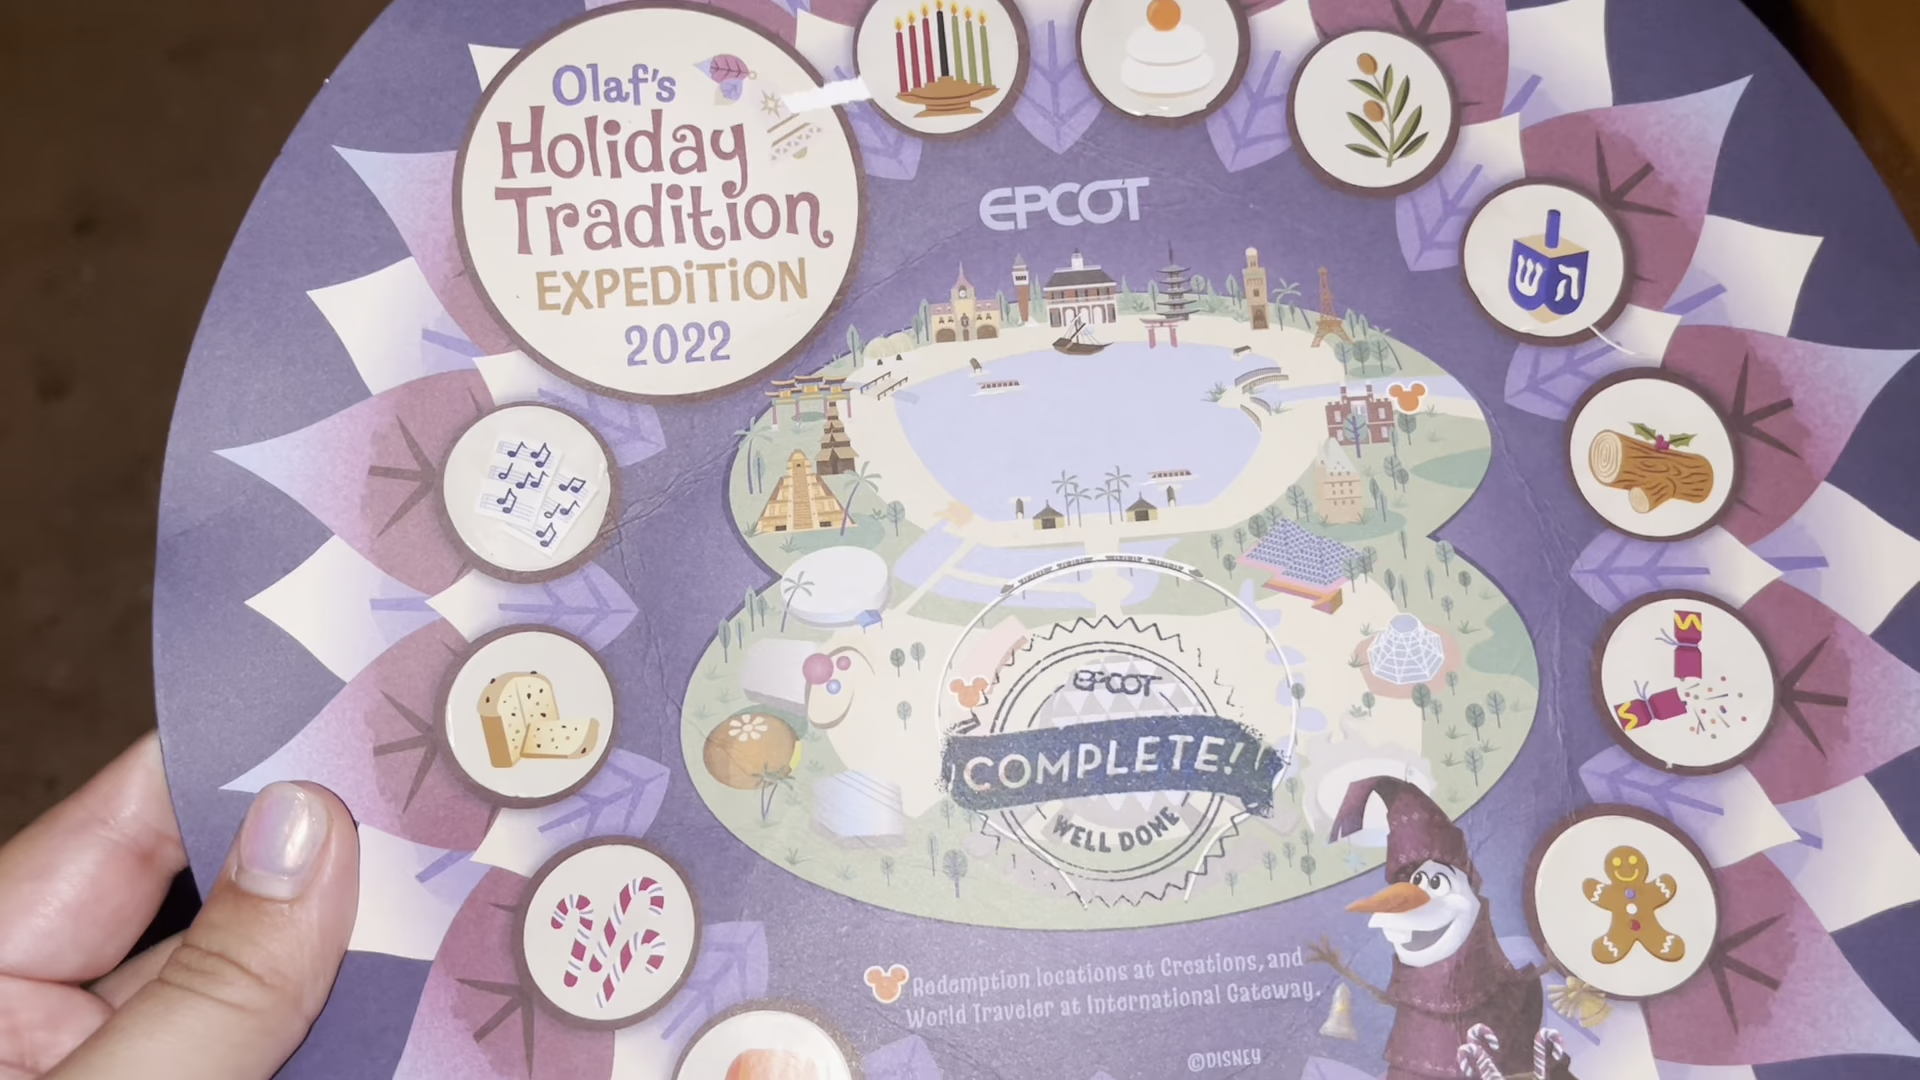 Olaf's
Holiday
Tradition
EXPEDITION
2022
EPCOT
ש ה
EPCOT
COMPLETE!
WELL DONE
Redemption locations at Creations, and
World Traveler at International Gateway.
©DISNEY